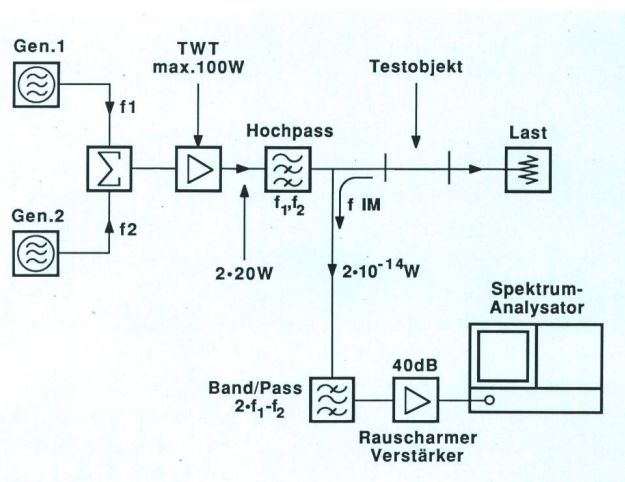 Gen.1
TWT
max.100W
Testobjekt
f1
Hochpass
Last
Σ
f₁,f₂
f IM
Gen.2
f2
2•20W
2•10⁻¹⁴W
Spektrum-
Analysator
40dB
Band/Pass
2•f₁-f₂
Rauscharmer
Verstärker